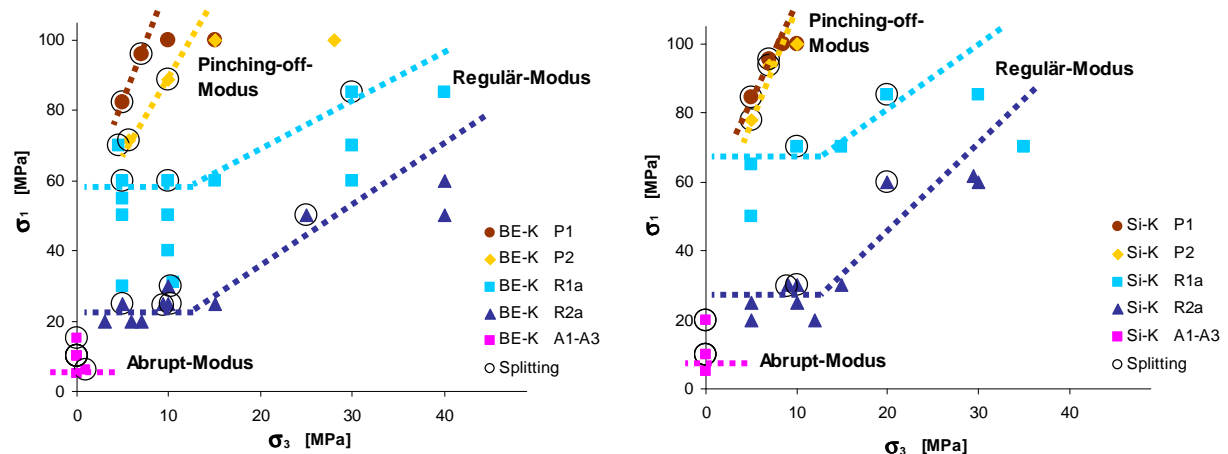 100
80
60
40
20
0
σ₁ [MPa]
0
10
20
30
40
σ₃ [MPa]
Pinching-off-
Modus
Regulär-Modus
Abrupt-Modus
BE-K P1
BE-K P2
BE-K R1a
BE-K R2a
BE-K A1-A3
Splitting
100
80
60
40
20
0
σ₁ [MPa]
0
10
20
30
40
σ₃ [MPa]
Pinching-off-
Modus
Regulär-Modus
Abrupt-Modus
Si-K P1
Si-K P2
Si-K R1a
Si-K R2a
Si-K A1-A3
Splitting